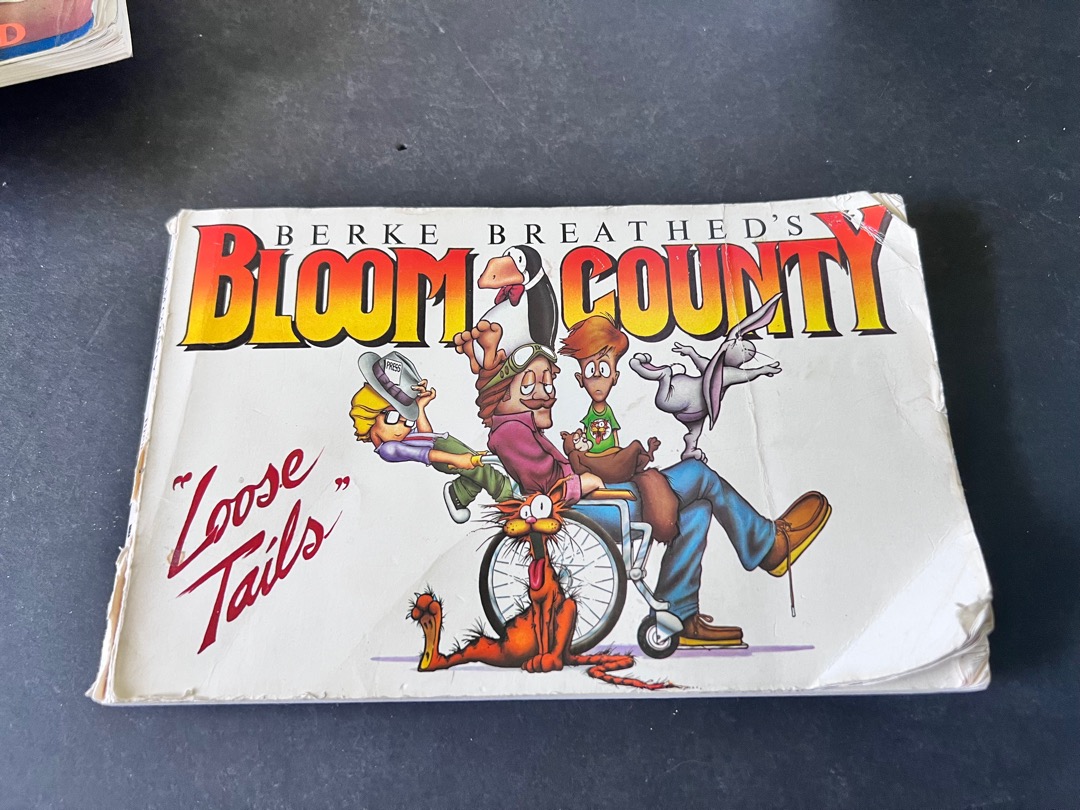 D
BERKE BREATHED'S
BLOOM COUNTY
PRESS
"Loose
Tails"